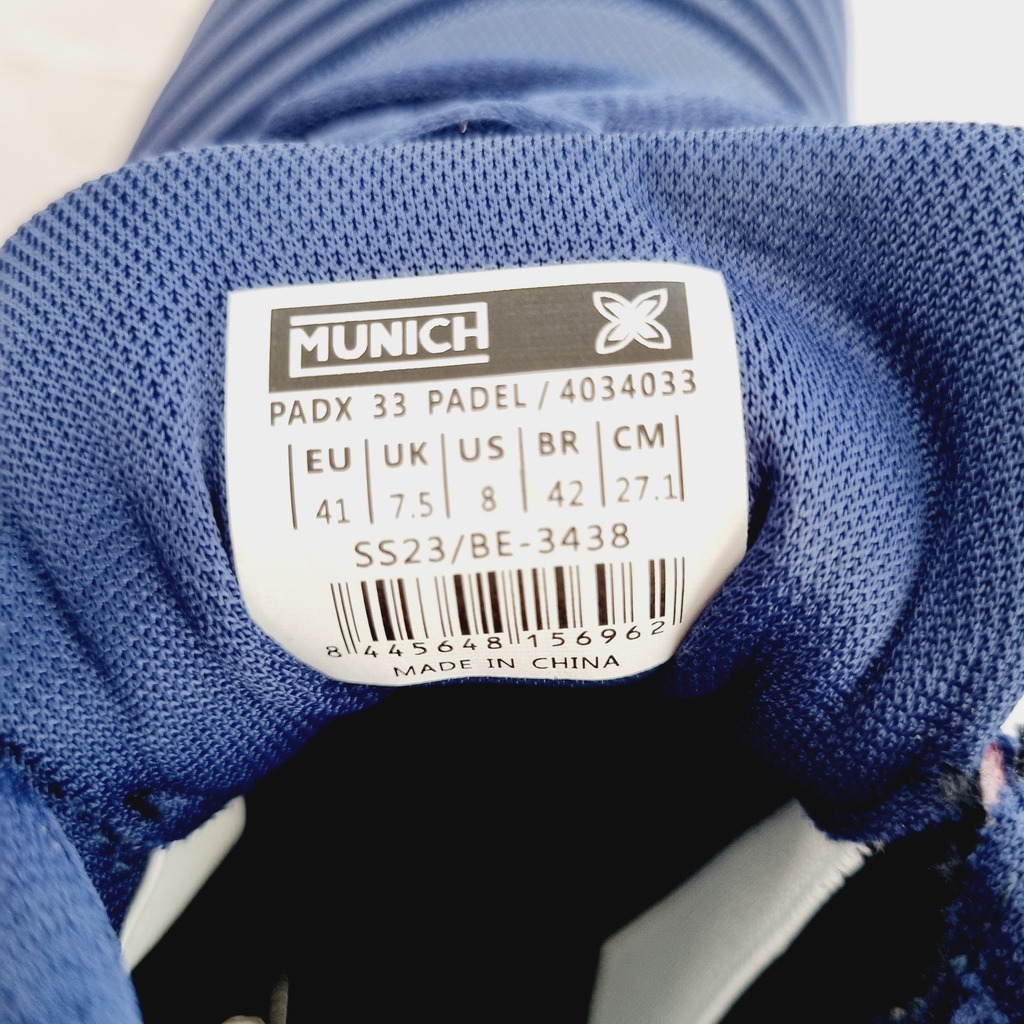 MUNICH
PADX 33 PADEL / 4034033
EU UK US BR CM
41 7.5 8 42 27.1
SS23/BE-3438
8 445648 156962
MADE IN CHINA